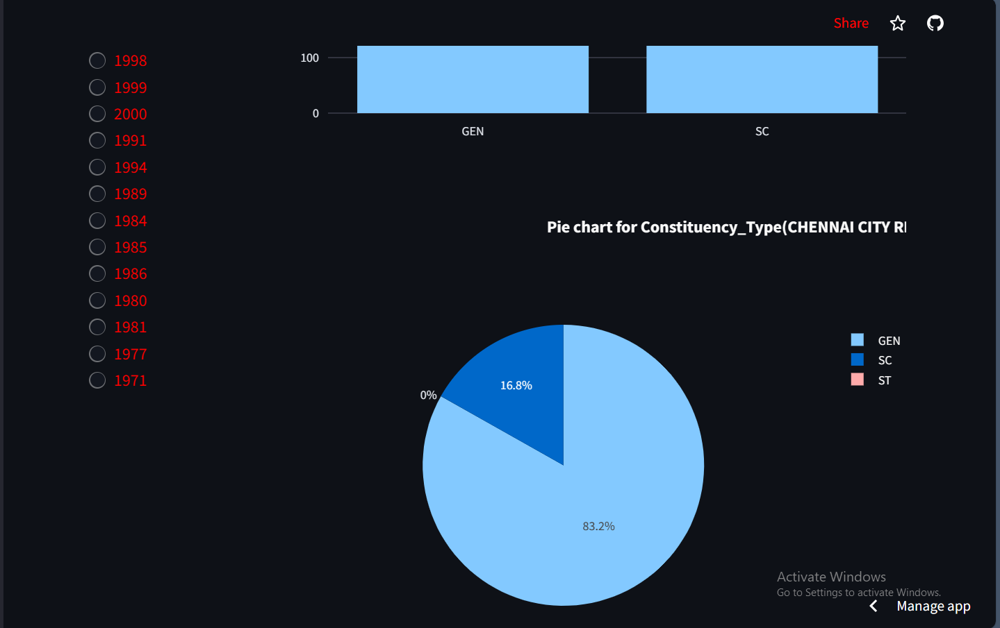 Share
1998
1999
2000
1991
1994
1989
1984
1985
1986
1980
1981
1977
1971
100
0
GEN
SC
Pie chart for Constituency_Type(CHENNAI CITY
GEN
SC
ST
16.8%
0%
83.2%
Activate Windows
Go to Settings to activate Windows.
Manage app